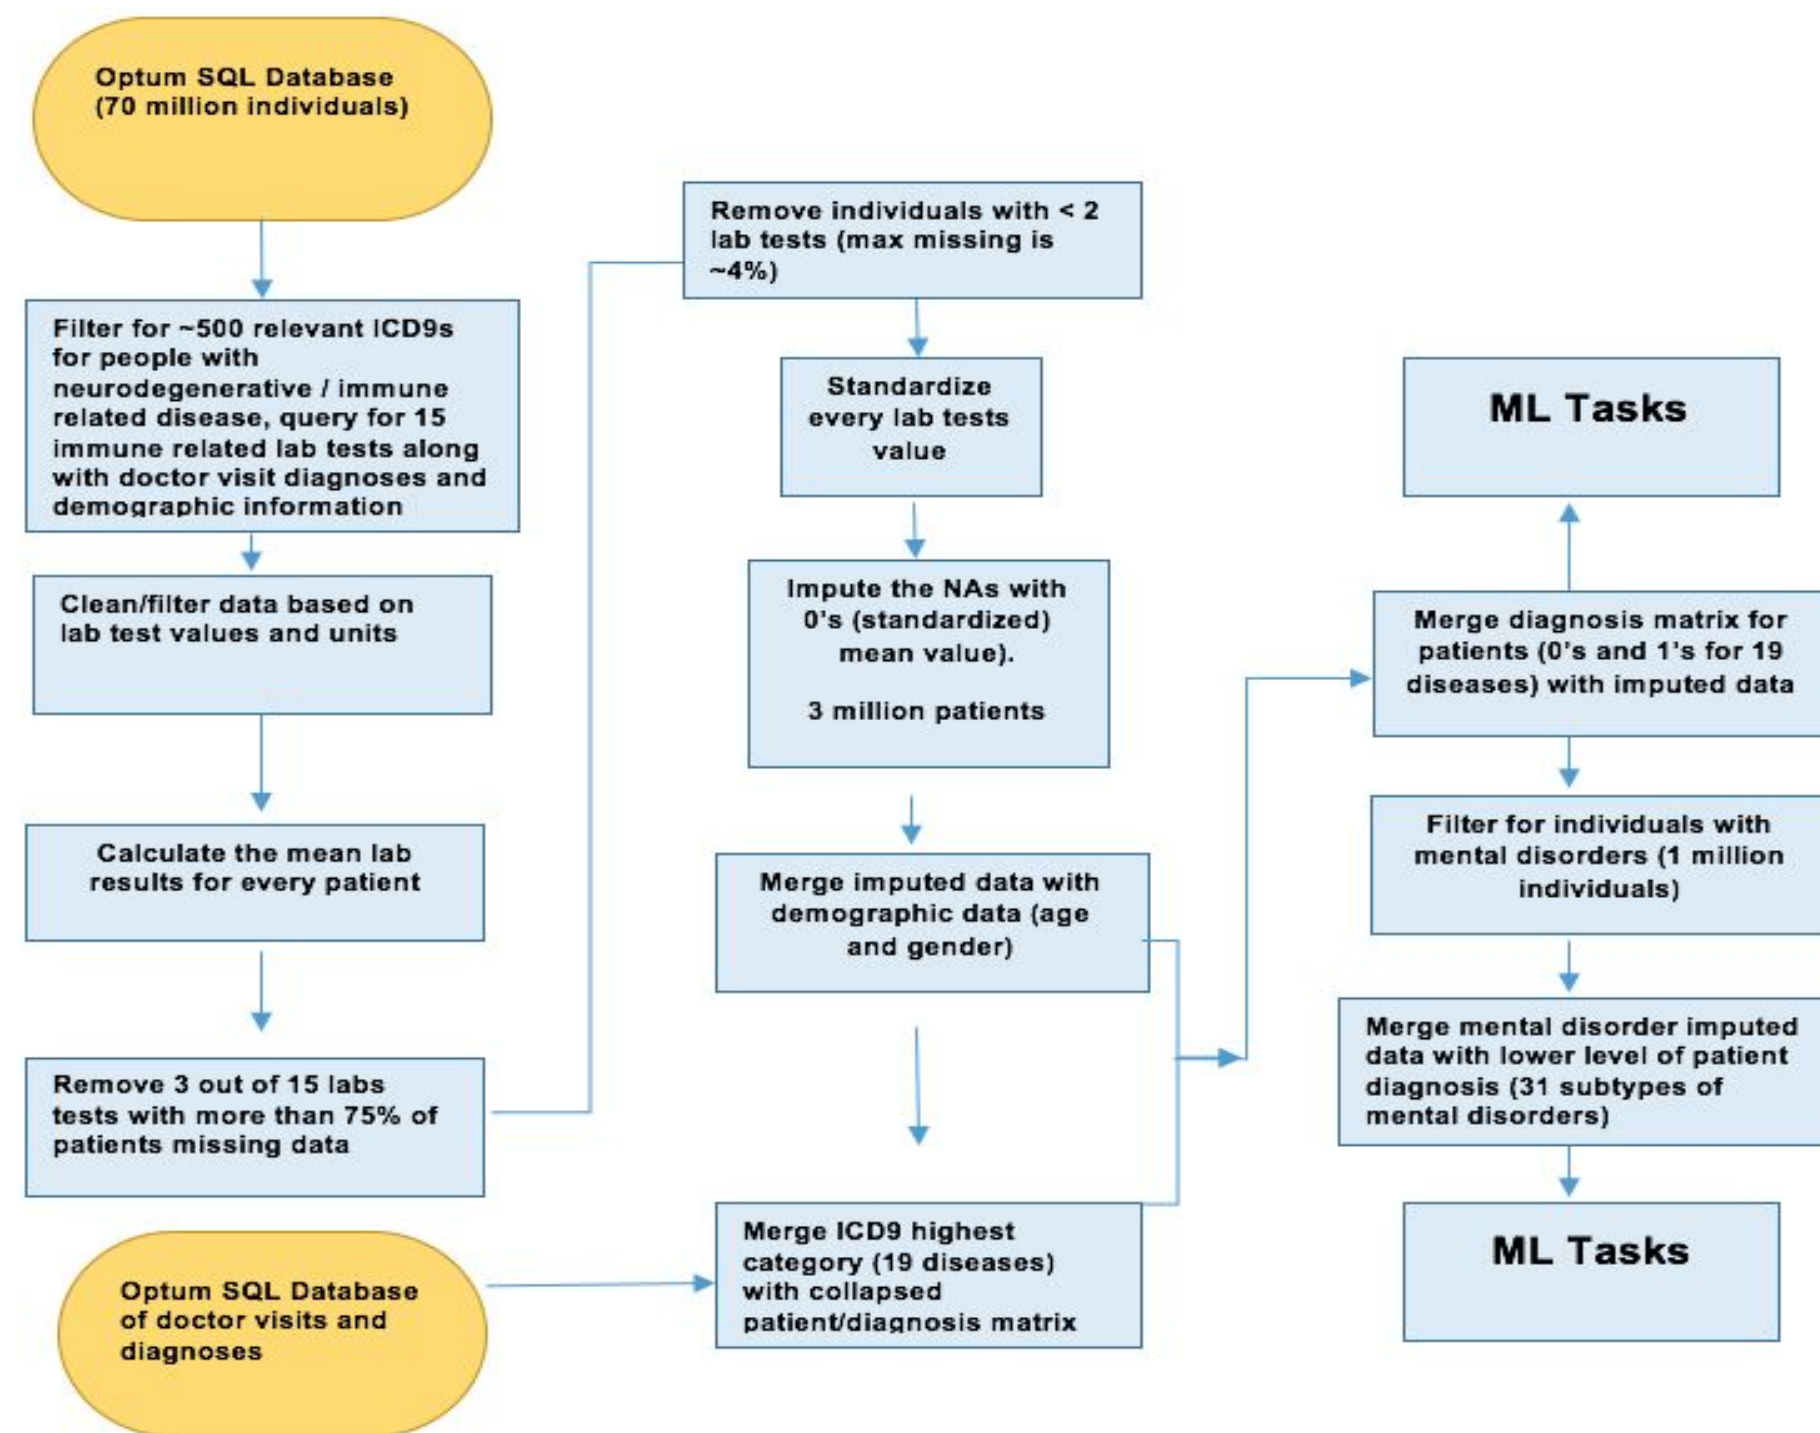 Optum SQL Database
(70 million individuals)
Filter for ~500 relevant ICD9s
for people with
neurodegenerative / immune
related disease, query for 15
immune related lab tests along
with doctor visit diagnoses and
demographic information
Clean/filter data based on
lab test values and units
Calculate the mean lab
results for every patient
Remove 3 out of 15 labs
tests with more than 75% of
patients missing data
Optum SQL Database
of doctor visits and
diagnoses
Remove individuals with < 2
lab tests (max missing is
~4%)
Standardize
every lab tests
value
Impute the NAs with
0's (standardized)
mean value).
3 million patients
Merge imputed data with
demographic data (age
and gender)
Merge ICD9 highest
category (19 diseases)
with collapsed
patient/diagnosis matrix
ML Tasks
Merge diagnosis matrix for
patients (0's and 1's for 19
diseases) with imputed data
Filter for individuals with
mental disorders (1 million
individuals)
Merge mental disorder imputed
data with lower level of patient
diagnosis (31 subtypes of
mental disorders)
ML Tasks